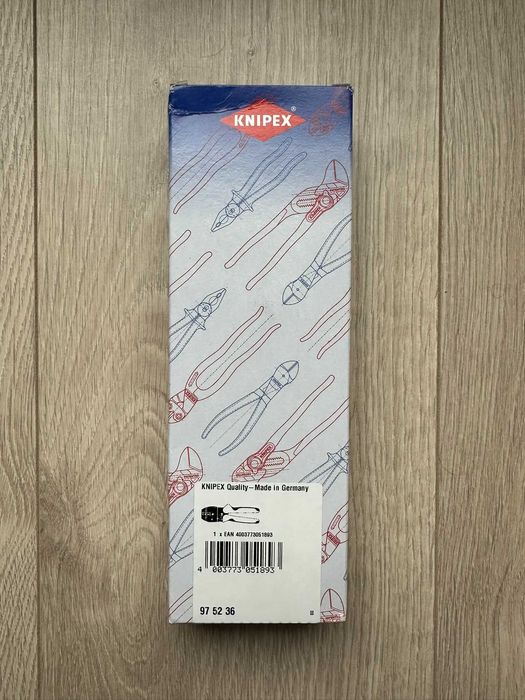 KNIPEX®
KNIPEX Quality – Made in Germany
1 x EAN 4003773051893
4 003773 051893
97 52 36